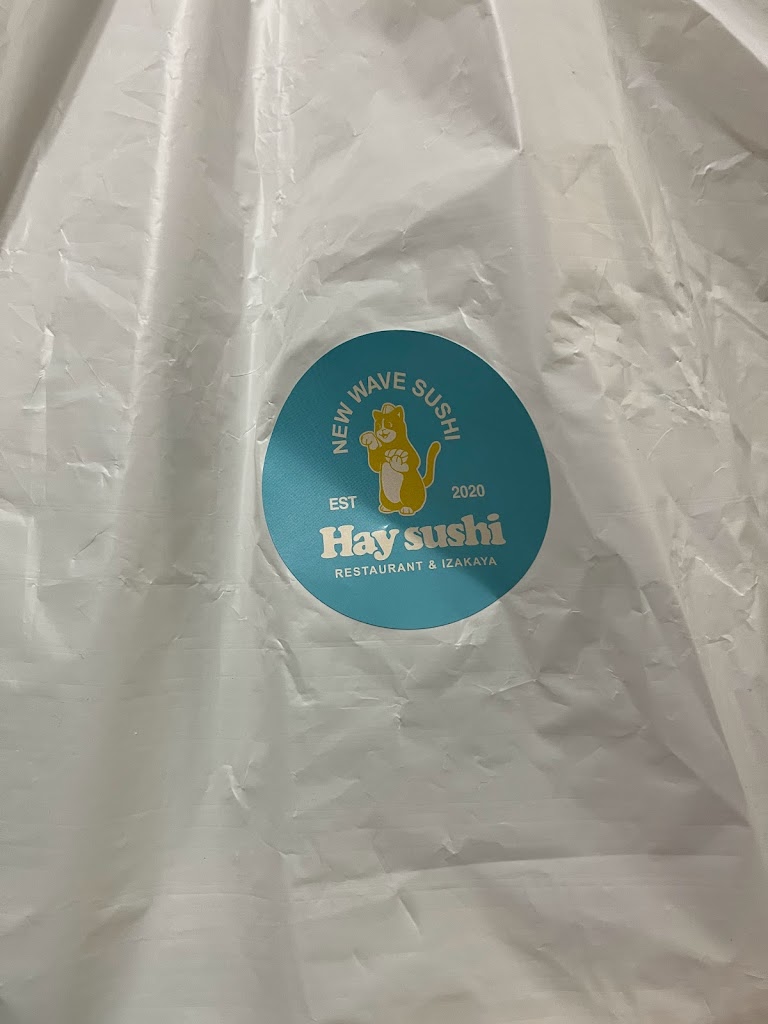 NEW WAVE SUSHI
EST 2020
Hay sushi
RESTAURANT & IZAKAYA